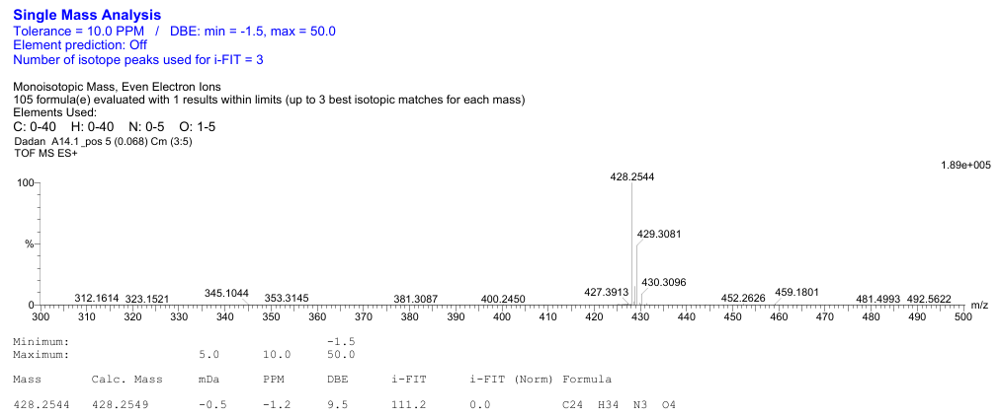 Single Mass Analysis
Tolerance = 10.0 PPM / DBE: min = -1.5, max = 50.0
Element prediction: Off
Number of isotope peaks used for i-FIT = 3
Monoisotopic Mass, Even Electron Ions
105 formula(e) evaluated with 1 results within limits (up to 3 best isotopic matches for each mass)
Elements Used:
C: 0-40 H: 0-40 N: 0-5 O: 1-5
Dadan A14.1_pos 5 (0.068) Cm (3:5)
TOF MS ES+
1.89e+005
100
428.2544
429.3081
%
430.3096
427.3913
312.1614 323.1521 345.1044 353.3145 381.3087 400.2450 452.2626 459.1801 481.4993 492.5622
0
m/z
300 310 320 330 340 350 360 370 380 390 400 410 420 430 440 450 460 470 480 490 500
Minimum: -1.5
Maximum: 5.0 10.0 50.0
Mass Calc. Mass mDa PPM DBE i-FIT i-FIT (Norm) Formula
428.2544 428.2549 -0.5 -1.2 9.5 111.2 0.0 C24 H34 N3 O4